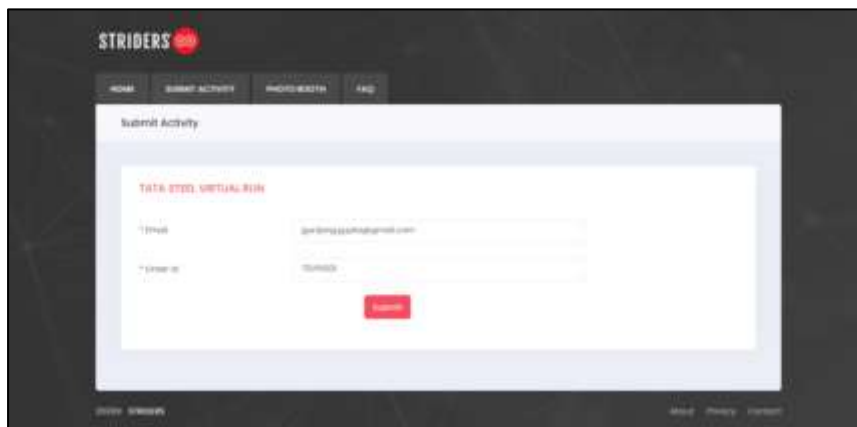 STRIDERS GO
HOME SUBMIT ACTIVITY PHOTO BOOTH FAQ
Submit Activity
TATA STEEL VIRTUAL RUN
* Email
* Order Id
Submit
STRIDERS
About Privacy Contact